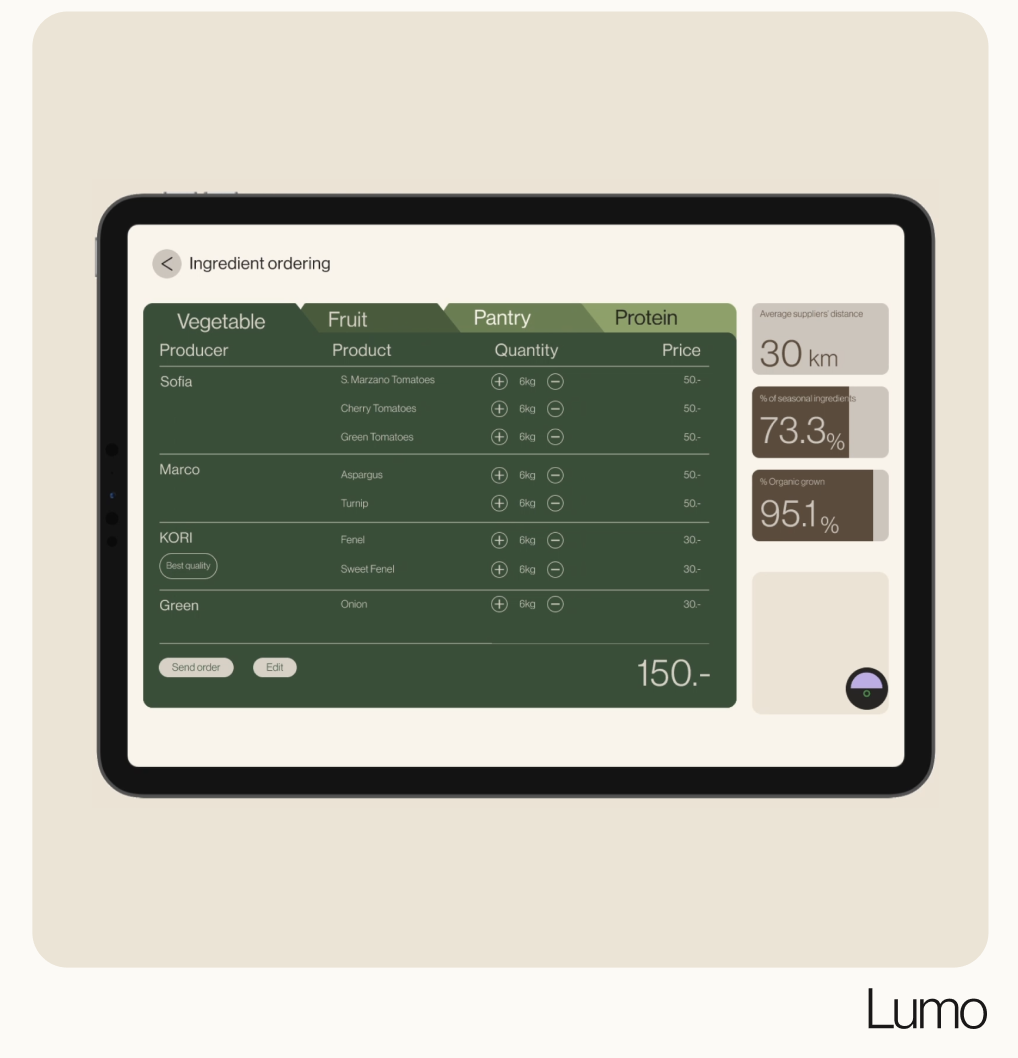 Ingredient ordering
Vegetable Fruit Pantry Protein
Producer Product Quantity Price
Sofia S. Marzano Tomatoes 6kg 50.-
Cherry Tomatoes 6kg 50.-
Green Tomatoes 6kg 50.-
Marco Aspargus 6kg 50.-
Turnip 6kg 50.-
KORI Fenel 6kg 30.-
Best quality Sweet Fenel 6kg 30.-
Green Onion 6kg 30.-
Send order Edit 150.-
Average suppliers' distance
30 km
% of seasonal ingredients
73.3%
% Organic grown
95.1%
Lumo